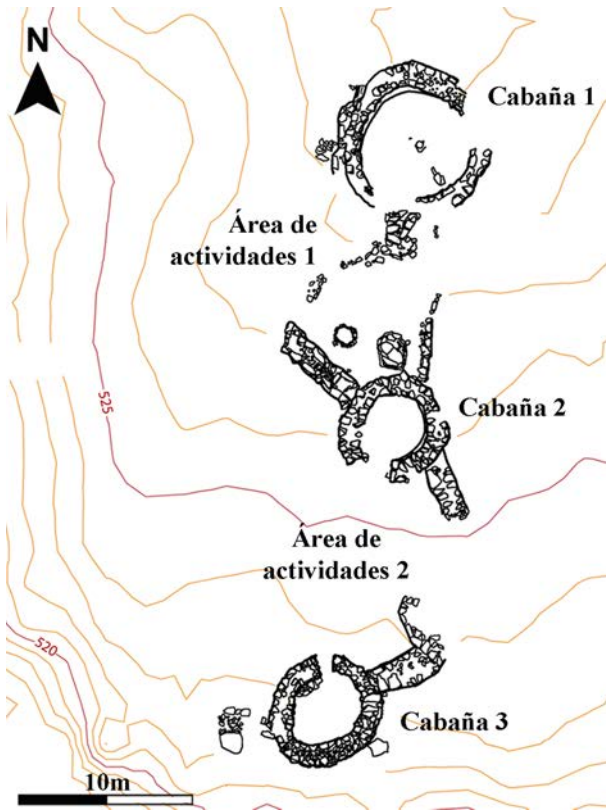 N
Cabaña 1
Área de
actividades 1
525
Cabaña 2
Área de
actividades 2
520
Cabaña 3
10m